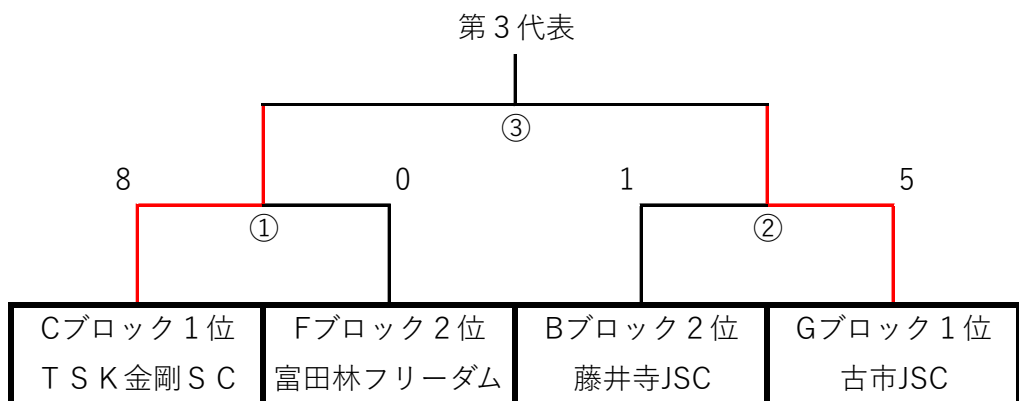 第３代表
③
8 0 1 5
① ②
Cブロック１位 Fブロック２位 Bブロック２位 Gブロック１位
ＴＳＫ金剛ＳＣ 富田林フリーダム 藤井寺JSC 古市JSC